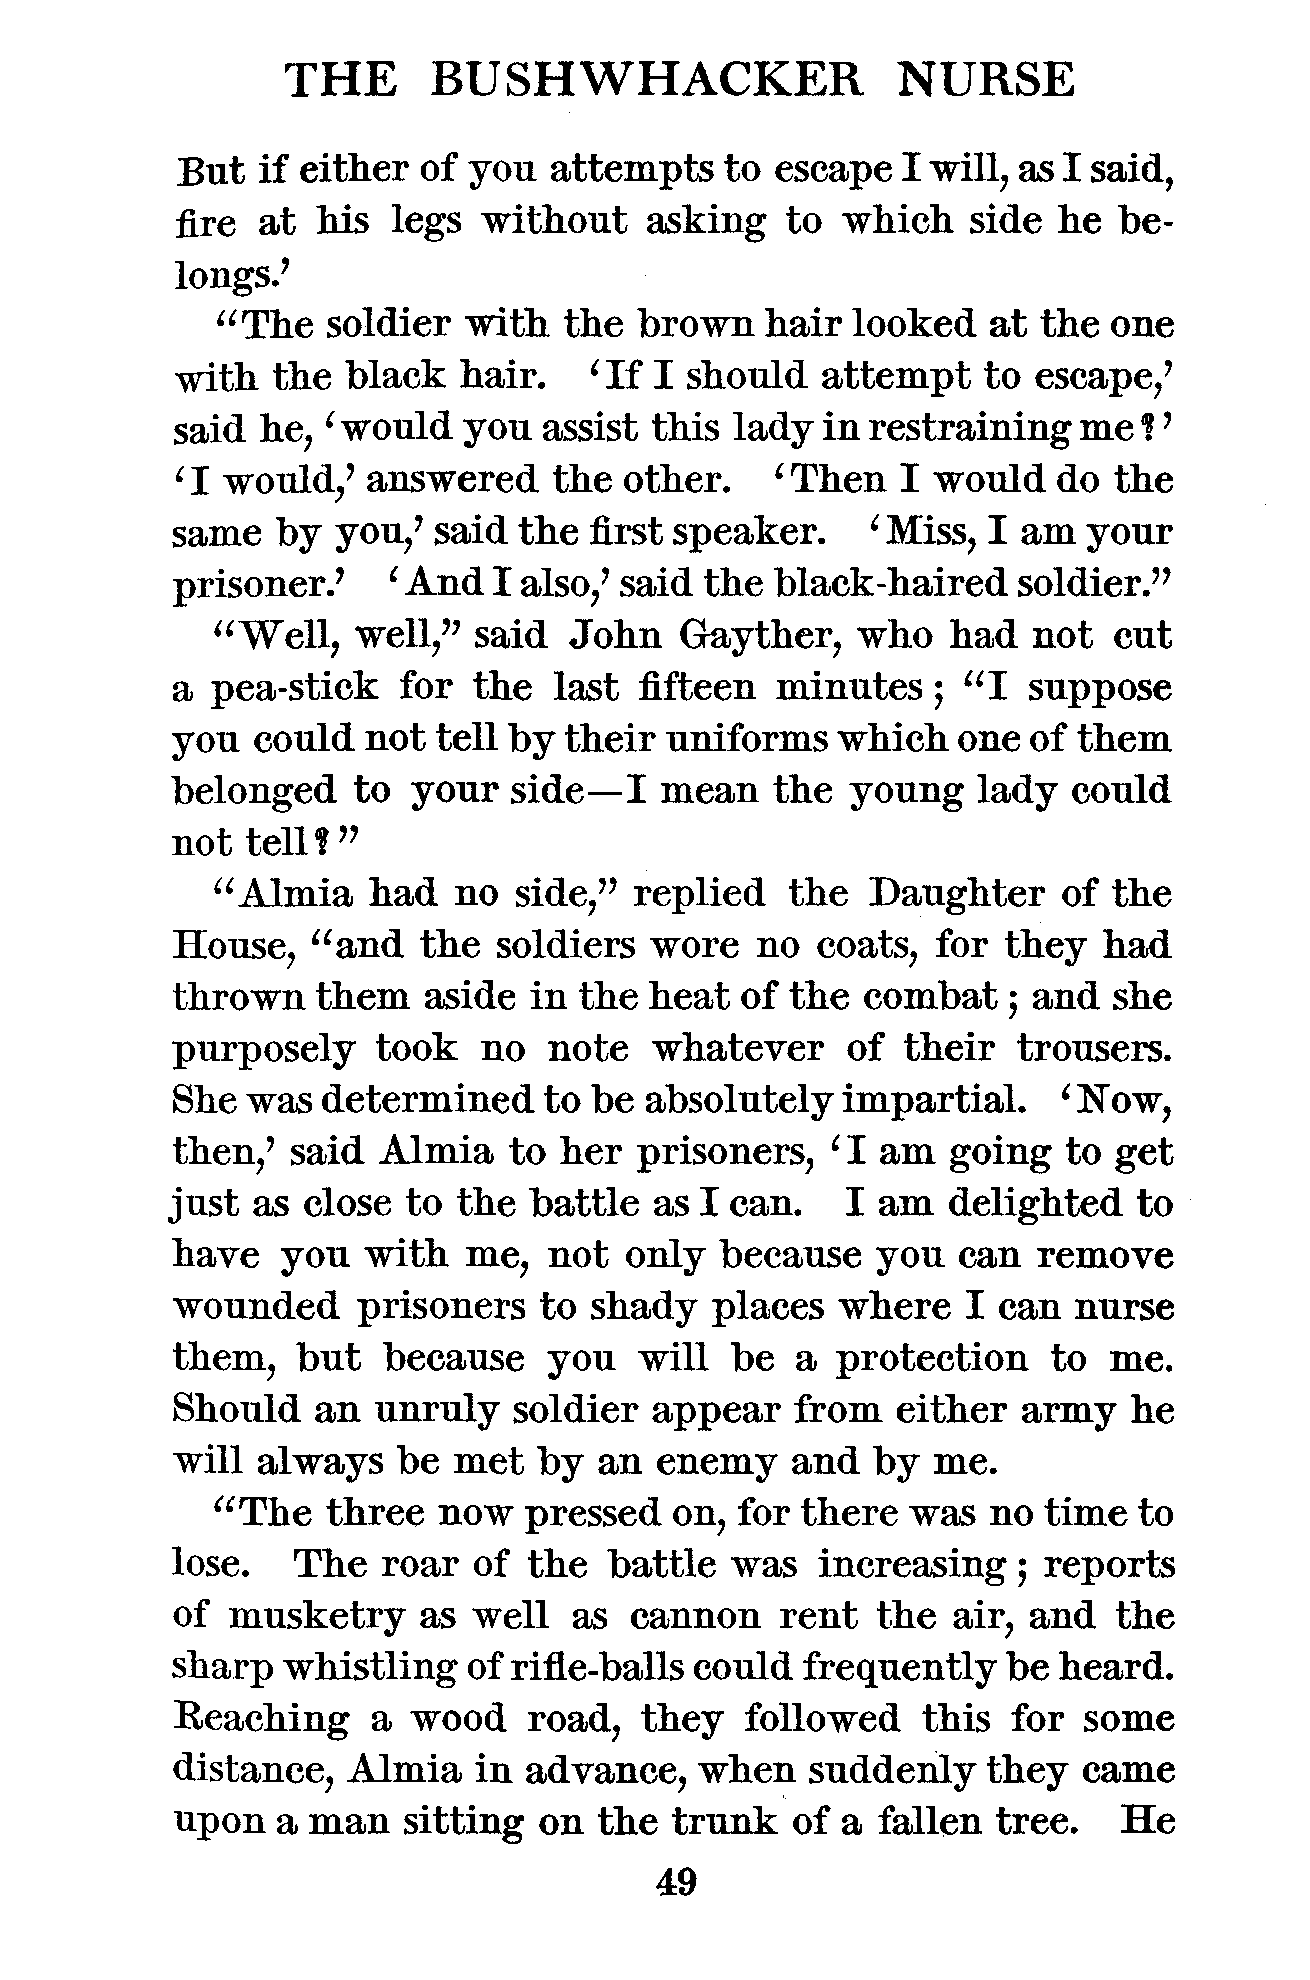 THE BUSHWHACKER NURSE
But if either of you attempts to escape I will, as I said,
fire at his legs without asking to which side he be-
longs.’
“The soldier with the brown hair looked at the one
with the black hair. ‘If I should attempt to escape,’
said he, ‘would you assist this lady in restraining me?’
‘I would,’ answered the other. ‘Then I would do the
same by you,’ said the first speaker. ‘Miss, I am your
prisoner.’ ‘And I also,’ said the black-haired soldier.”
“Well, well,” said John Gayther, who had not cut
a pea-stick for the last fifteen minutes; “I suppose
you could not tell by their uniforms which one of them
belonged to your side—I mean the young lady could
not tell?”
“Almia had no side,” replied the Daughter of the
House, “and the soldiers wore no coats, for they had
thrown them aside in the heat of the combat; and she
purposely took no note whatever of their trousers.
She was determined to be absolutely impartial. ‘Now,
then,’ said Almia to her prisoners, ‘I am going to get
just as close to the battle as I can. I am delighted to
have you with me, not only because you can remove
wounded prisoners to shady places where I can nurse
them, but because you will be a protection to me.
Should an unruly soldier appear from either army he
will always be met by an enemy and by me.
“The three now pressed on, for there was no time to
lose. The roar of the battle was increasing; reports
of musketry as well as cannon rent the air, and the
sharp whistling of rifle-balls could frequently be heard.
Reaching a wood road, they followed this for some
distance, Almia in advance, when suddenly they came
upon a man sitting on the trunk of a fallen tree. He
49